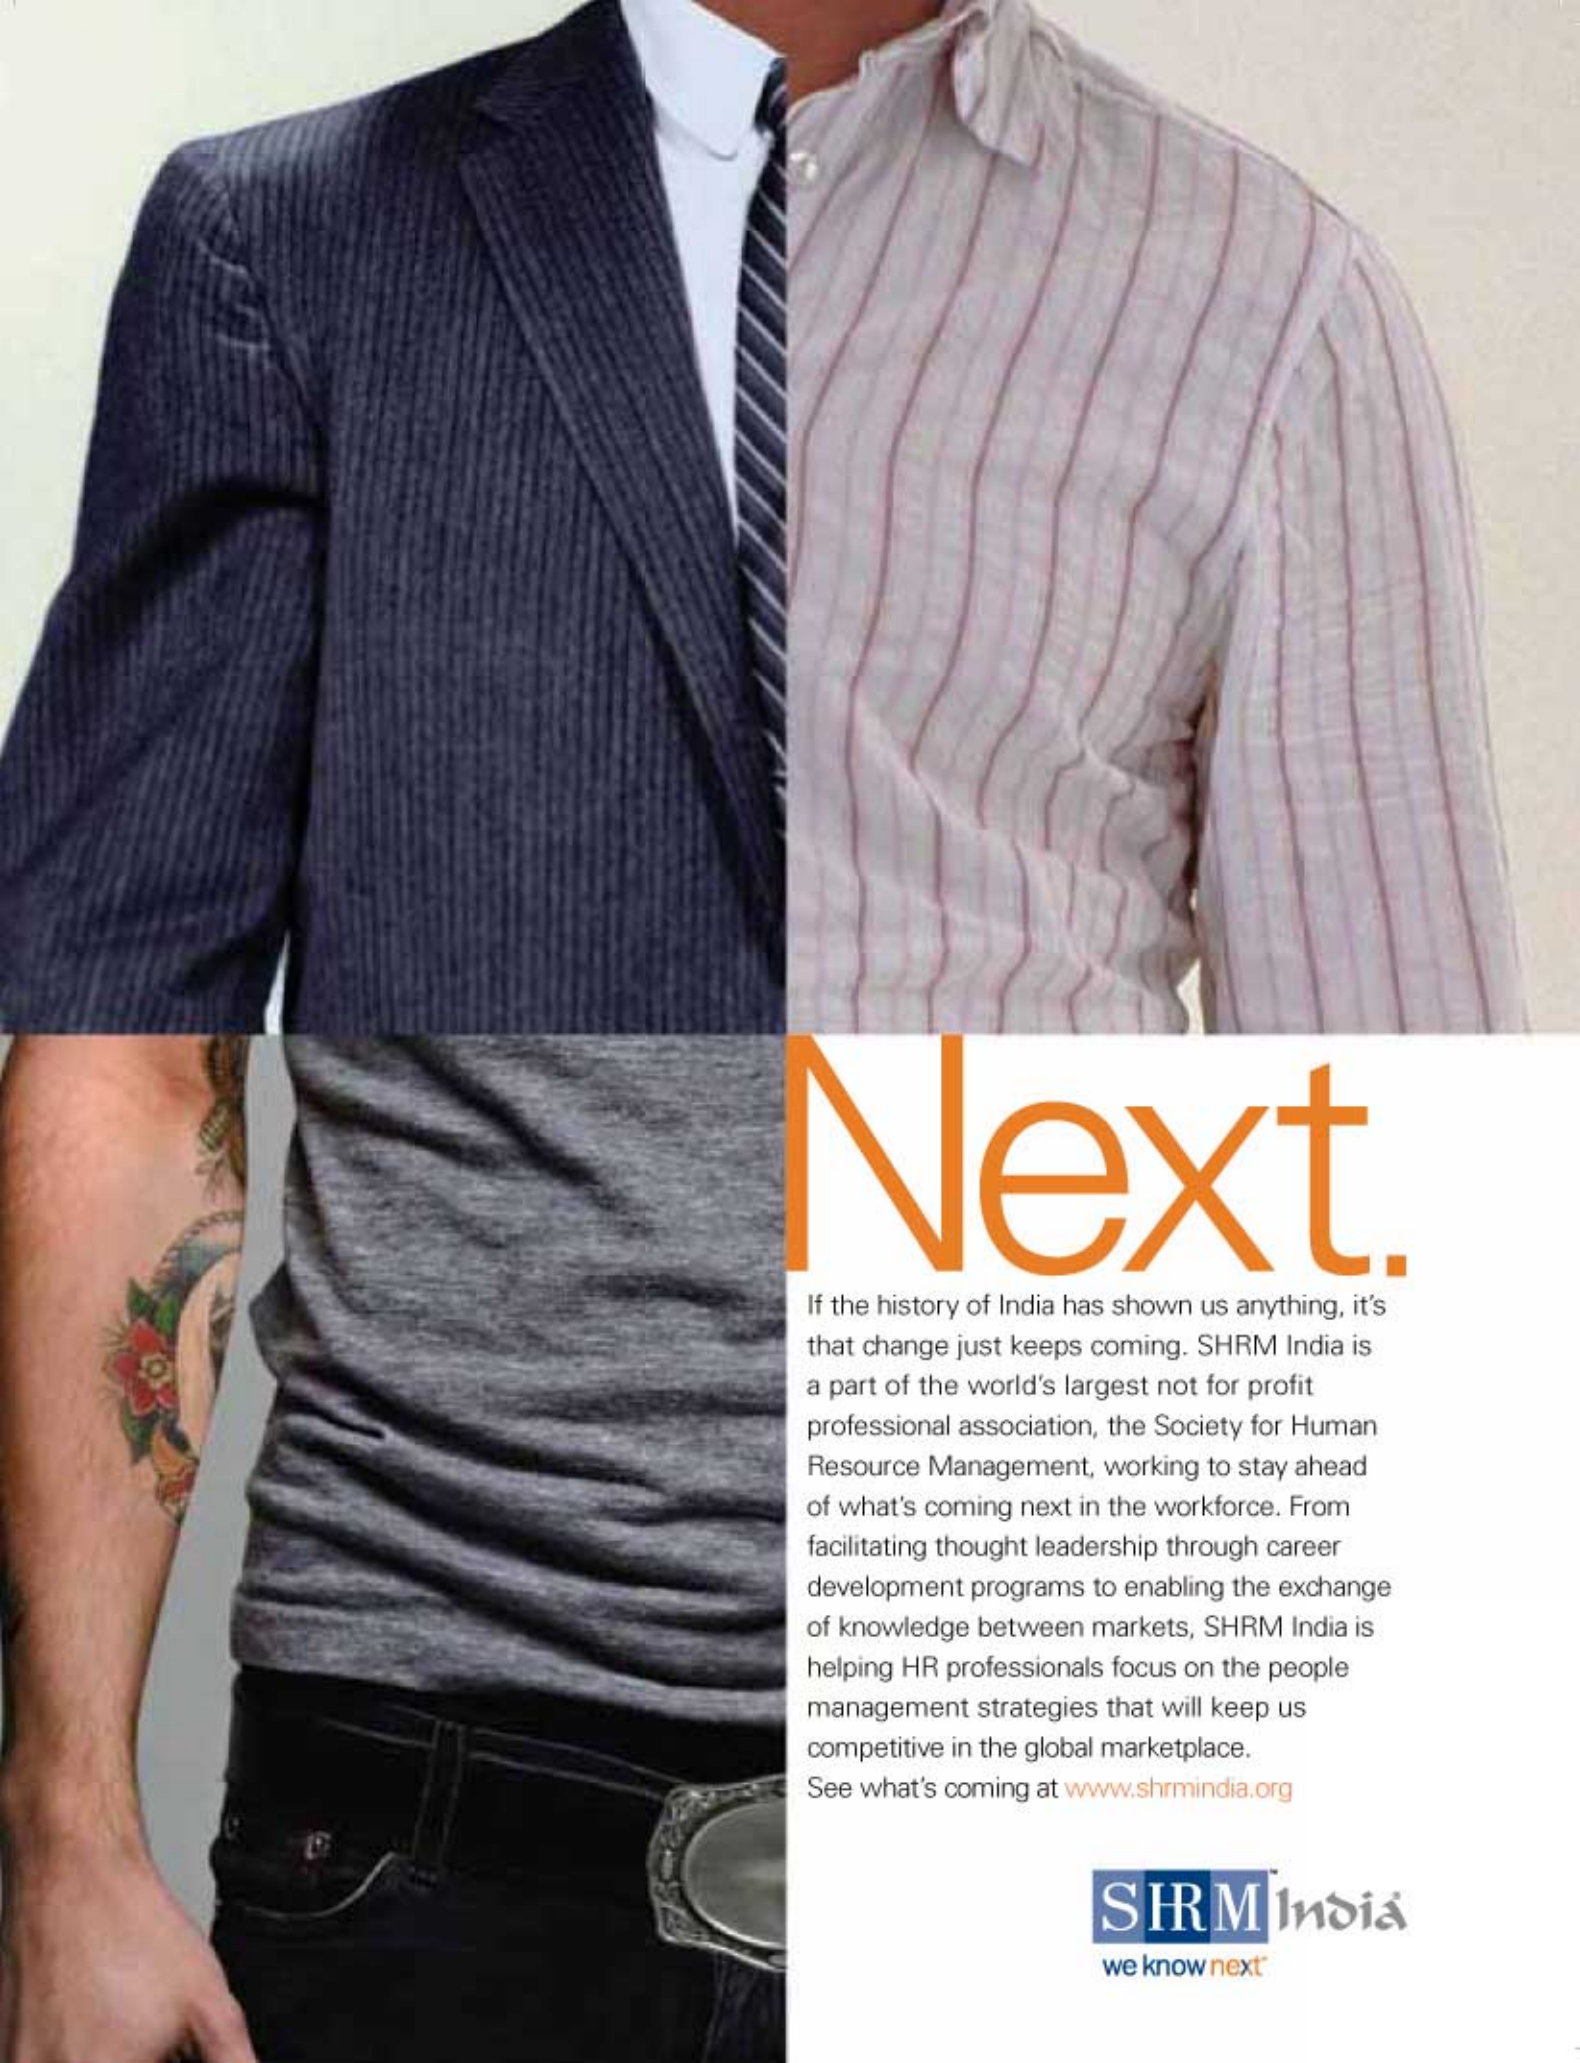 Next.
If the history of India has shown us anything, it's
that change just keeps coming. SHRM India is
a part of the world's largest not for profit
professional association, the Society for Human
Resource Management, working to stay ahead
of what's coming next in the workforce. From
facilitating thought leadership through career
development programs to enabling the exchange
of knowledge between markets, SHRM India is
helping HR professionals focus on the people
management strategies that will keep us
competitive in the global marketplace.
See what's coming at www.shrmindia.org
SHRM™ India
we know next